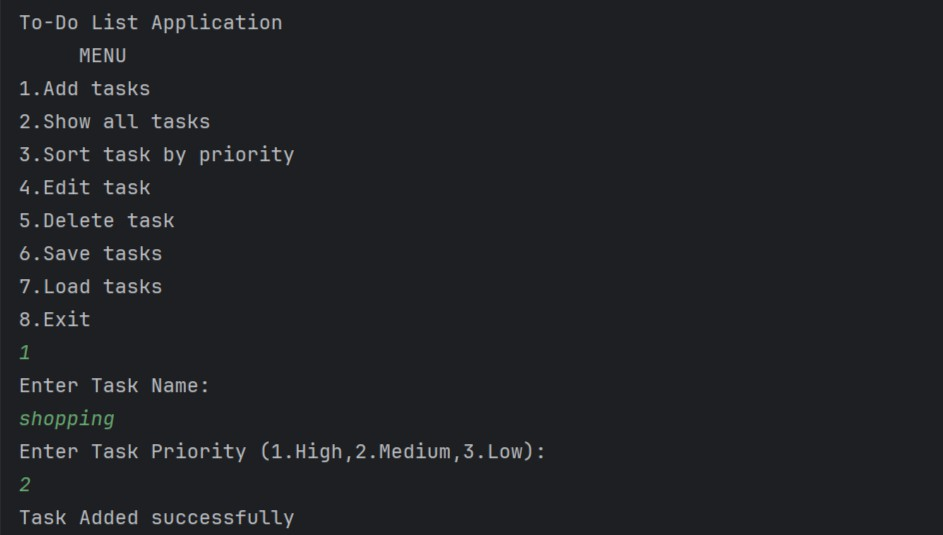 To-Do List Application
MENU
1.Add tasks
2.Show all tasks
3.Sort task by priority
4.Edit task
5.Delete task
6.Save tasks
7.Load tasks
8.Exit
1
Enter Task Name:
shopping
Enter Task Priority (1.High,2.Medium,3.Low):
2
Task Added successfully